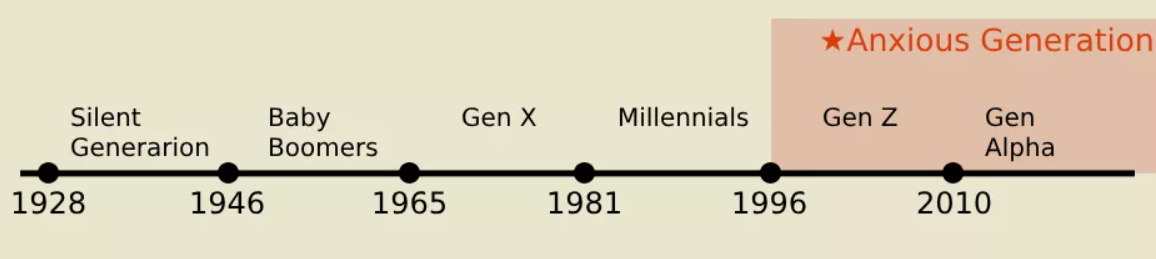 ★Anxious Generation
Silent
Generarion
Baby
Boomers
Gen X
Millennials
Gen Z
Gen
Alpha
1928
1946
1965
1981
1996
2010